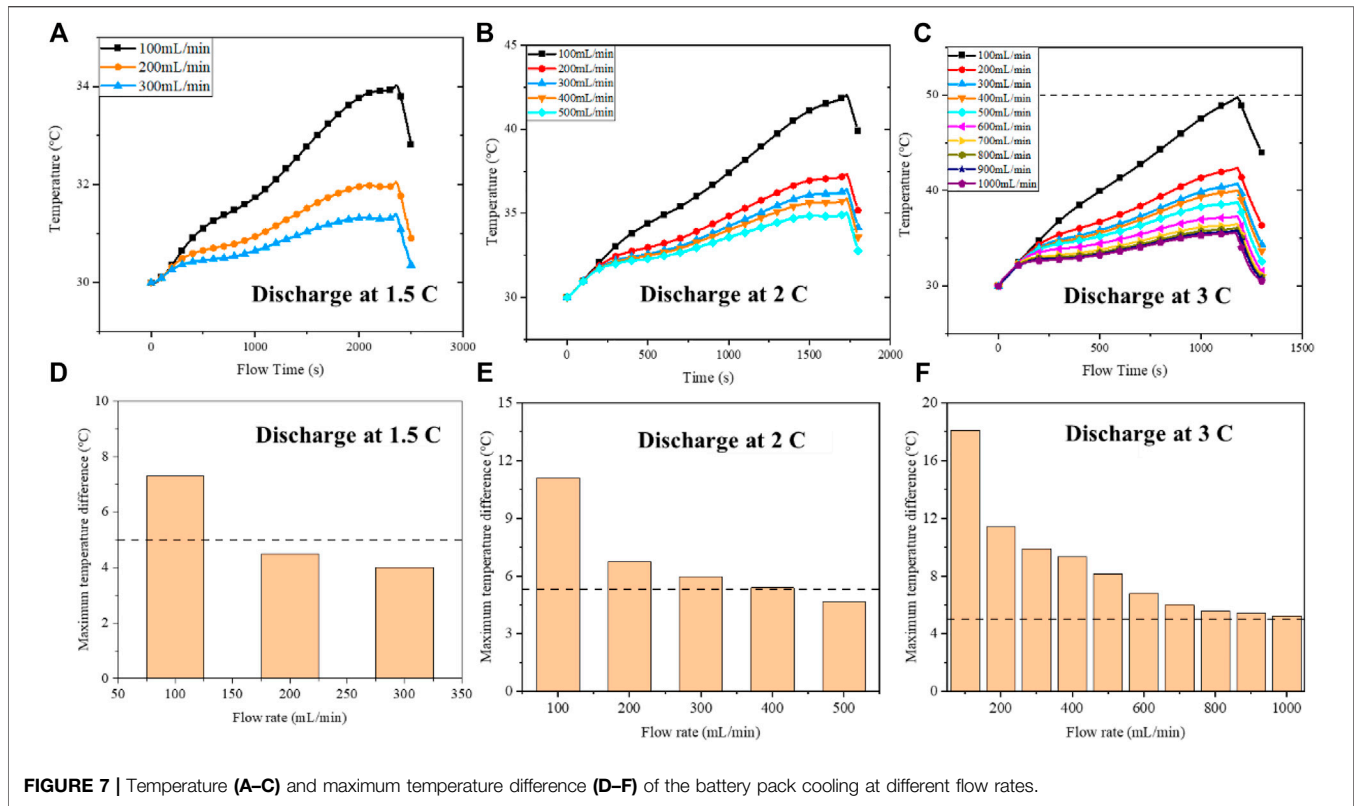 A
100mL/min
200mL/min
300mL/min
34
32
30
Temperature (°C)
0
1000
2000
3000
Flow Time (s)
Discharge at 1.5 C
B
45
40
35
30
Temperature (°C)
100mL/min
200mL/min
300mL/min
400mL/min
500mL/min
0
500
1000
1500
2000
Time (s)
Discharge at 2 C
C
50
40
30
Temperature (°C)
100mL/min
200mL/min
300mL/min
400mL/min
500mL/min
600mL/min
700mL/min
800mL/min
900mL/min
1000mL/min
0
500
1000
1500
Flow Time (s)
Discharge at 3 C
D
10
8
6
4
2
0
Maximum temperature difference (°C)
50
100
150
200
250
300
350
Flow rate (mL/min)
Discharge at 1.5 C
E
15
12
9
6
3
0
Maximum temperature difference (°C)
100
200
300
400
500
Flow rate (mL/min)
Discharge at 2 C
F
20
16
12
8
4
0
Maximum temperature difference (°C)
200
400
600
800
1000
Flow rate (mL/min)
Discharge at 3 C
FIGURE 7 | Temperature (A–C) and maximum temperature difference (D–F) of the battery pack cooling at different flow rates.